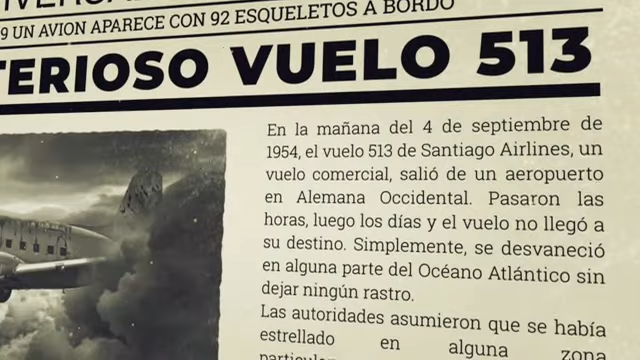 9 UN AVION APARECE CON 92 ESQUELETOS A BORDO
TERIOSO VUELO 513
En la mañana del 4 de septiembre de
1954, el vuelo 513 de Santiago Airlines, un
vuelo comercial, salió de un aeropuerto
en Alemana Occidental. Pasaron las
horas, luego los días y el vuelo no llegó a
su destino. Simplemente, se desvaneció
en alguna parte del Océano Atlántico sin
dejar ningún rastro.
Las autoridades asumieron que se había
estrellado en alguna zona